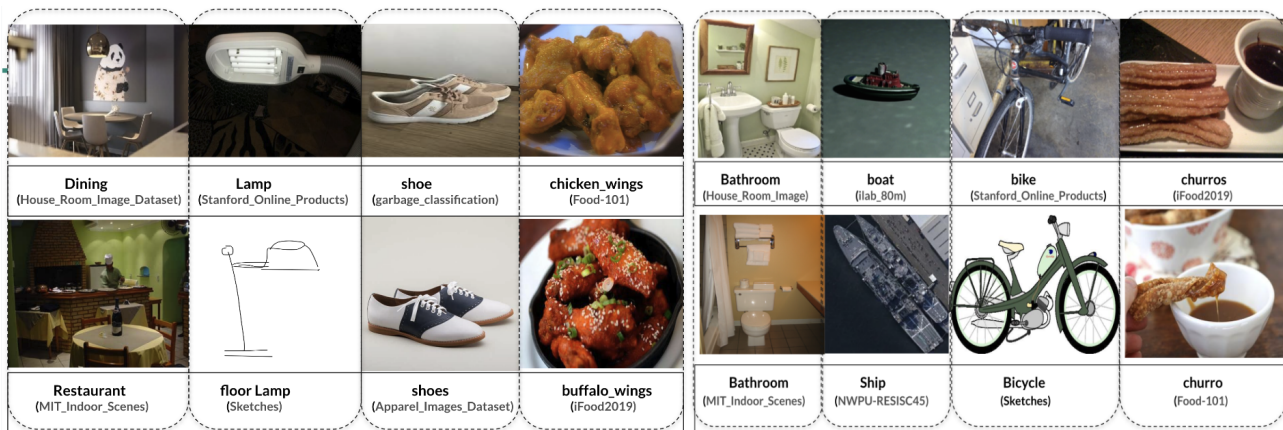 Dining
(House_Room_Image_Dataset)
Lamp
(Stanford_Online_Products)
shoe
(garbage_classification)
chicken_wings
(Food-101)
Bathroom
(House_Room_Image)
boat
(ilab_80m)
bike
(Stanford_Online_Products)
churros
(iFood2019)
Restaurant
(MIT_Indoor_Scenes)
floor Lamp
(Sketches)
shoes
(Apparel_Images_Dataset)
buffalo_wings
(iFood2019)
Bathroom
(MIT_Indoor_Scenes)
Ship
(NWPU-RESISC45)
Bicycle
(Sketches)
churro
(Food-101)